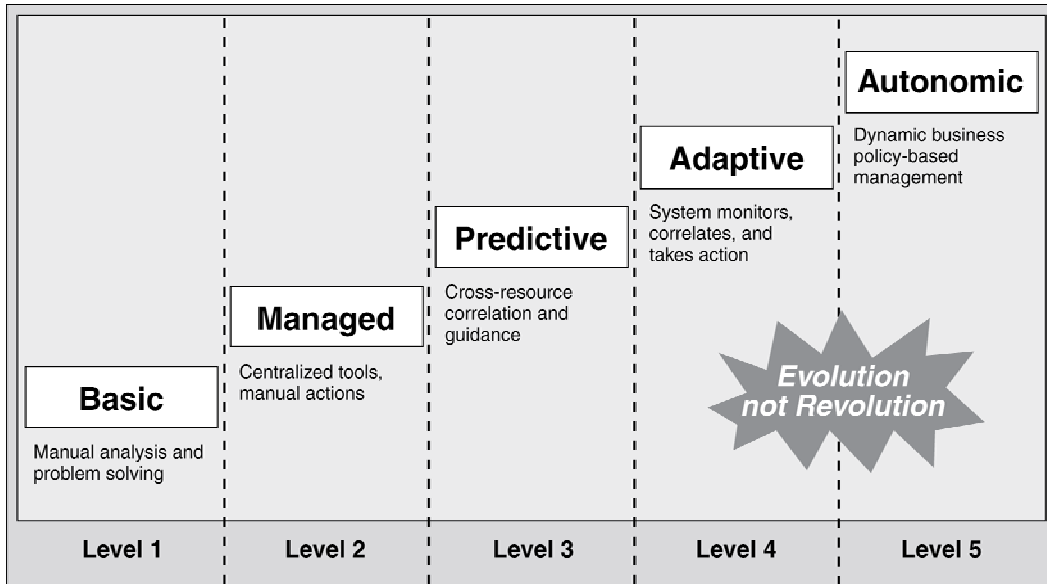 Autonomic
Dynamic business
policy-based
management
Adaptive
System monitors,
correlates, and
takes action
Predictive
Cross-resource
correlation and
guidance
Managed
Centralized tools,
manual actions
Basic
Manual analysis and
problem solving
Evolution
not Revolution
Level 1
Level 2
Level 3
Level 4
Level 5